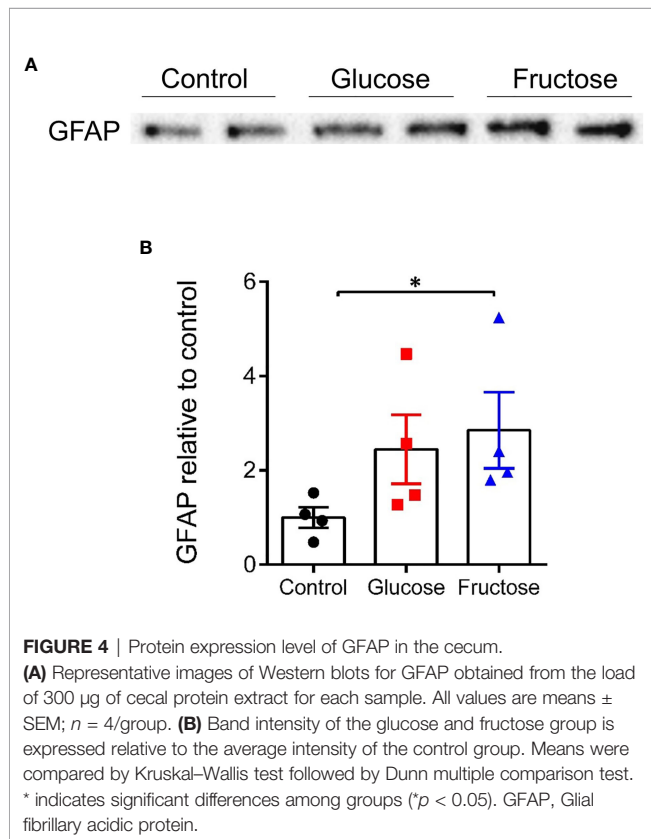 A
Control Glucose Fructose
GFAP
B
*
6
4
2
0
GFAP relative to control
Control Glucose Fructose
FIGURE 4 | Protein expression level of GFAP in the cecum.
(A) Representative images of Western blots for GFAP obtained from the load
of 300 µg of cecal protein extract for each sample. All values are means ±
SEM; n = 4/group. (B) Band intensity of the glucose and fructose group is
expressed relative to the average intensity of the control group. Means were
compared by Kruskal–Wallis test followed by Dunn multiple comparison test.
* indicates significant differences among groups (*p < 0.05). GFAP, Glial
fibrillary acidic protein.